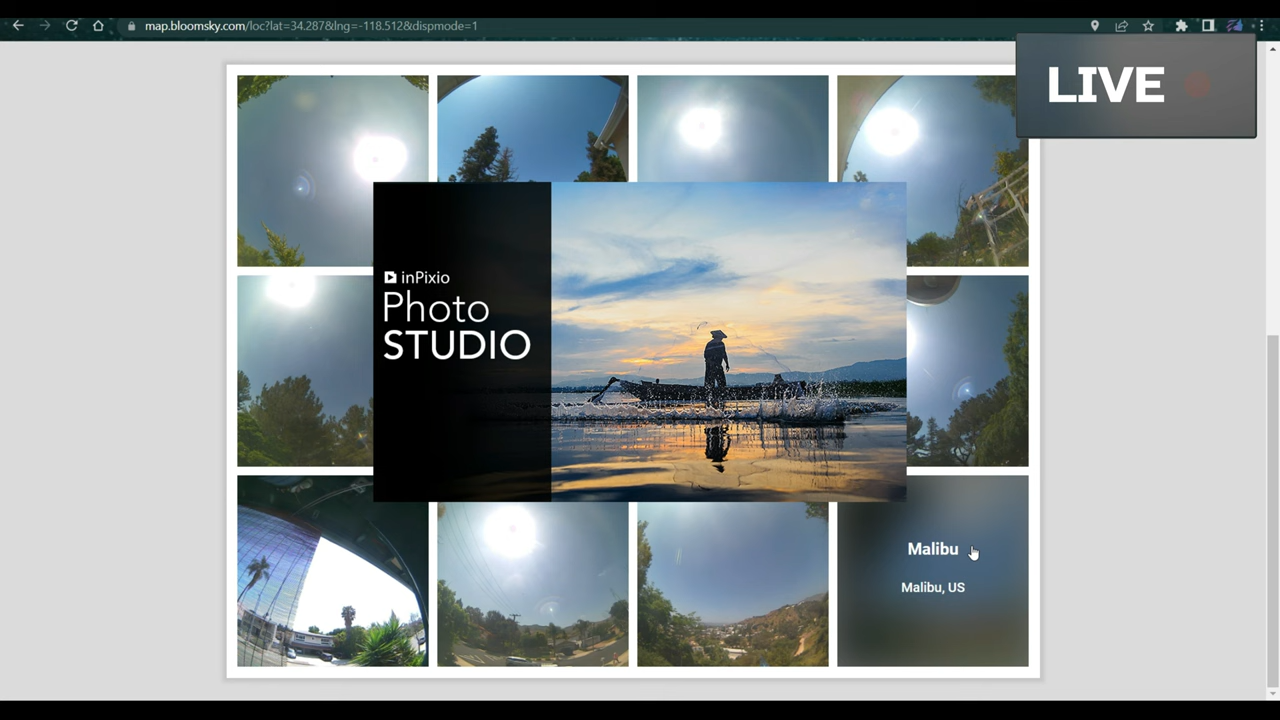 map.bloomsky.com/loc?lat=34.287&lng=-118.512&dispmode=1
LIVE
inPixio
Photo
STUDIO
Malibu
Malibu, US